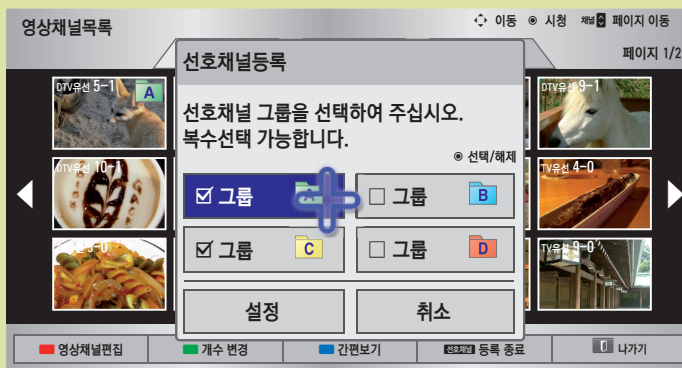 영상채널목록
이동 ◉ 시청 채널 페이지 이동
페이지 1/2
선호채널등록
선호채널 그룹을 선택하여 주십시오.
복수선택 가능합니다.
◉ 선택/해제
☑ 그룹 A
☐ 그룹 B
☑ 그룹 C
☐ 그룹 D
설정
취소
DTV유선 5-1
A
DTV유선 9-1
DTV유선 10-1
TV유선 4-0
5-0
TV유선 9-0
영상채널편집
개수 변경
간편보기
선호채널 등록 종료
나가기